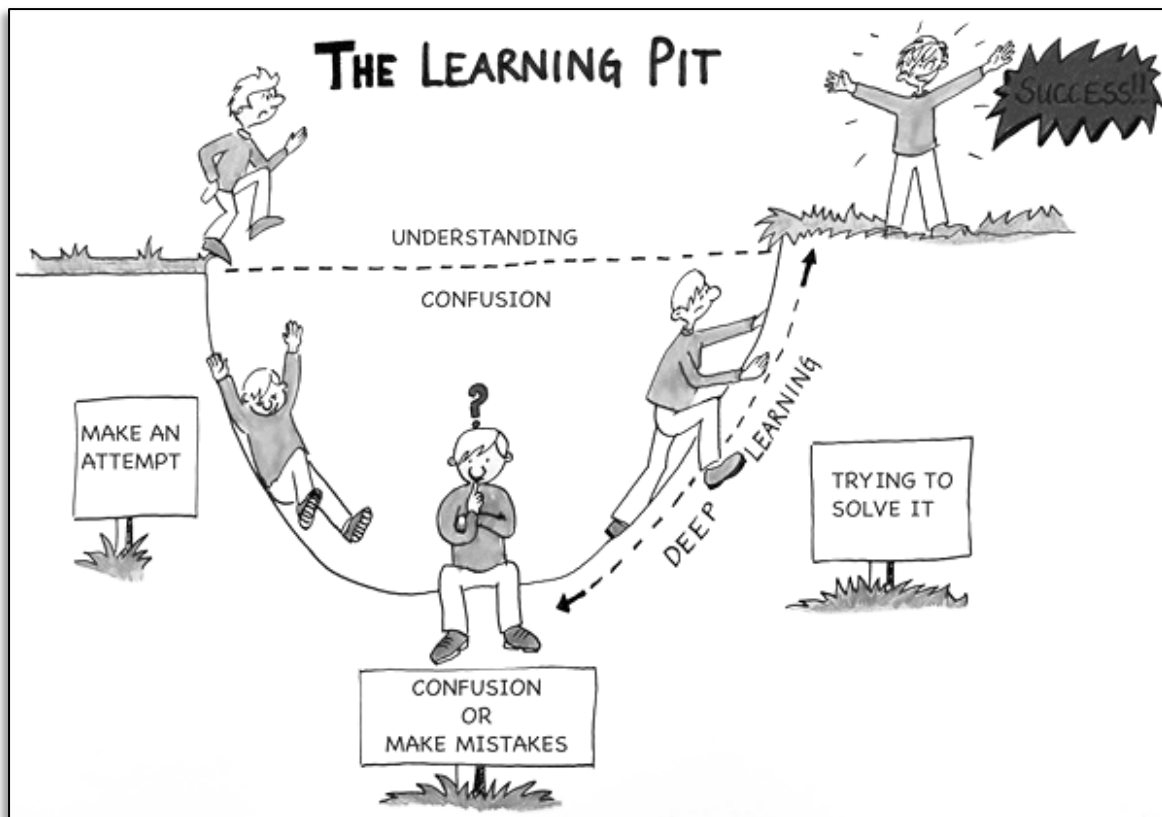 THE LEARNING PIT
SUCCESS!!
UNDERSTANDING
CONFUSION
MAKE AN
ATTEMPT
?
DEEP LEARNING
TRYING TO
SOLVE IT
CONFUSION
OR
MAKE MISTAKES